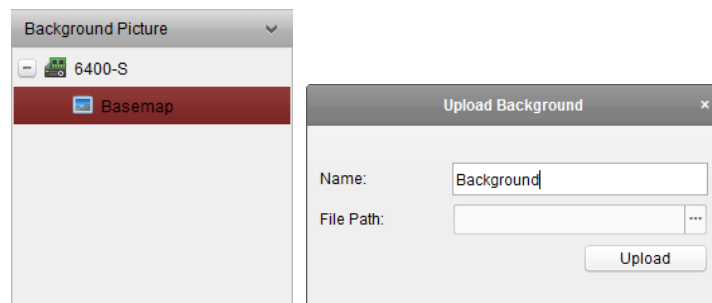 Background Picture
6400-S
Basemap
Upload Background
Name:
Background
File Path:
...
Upload